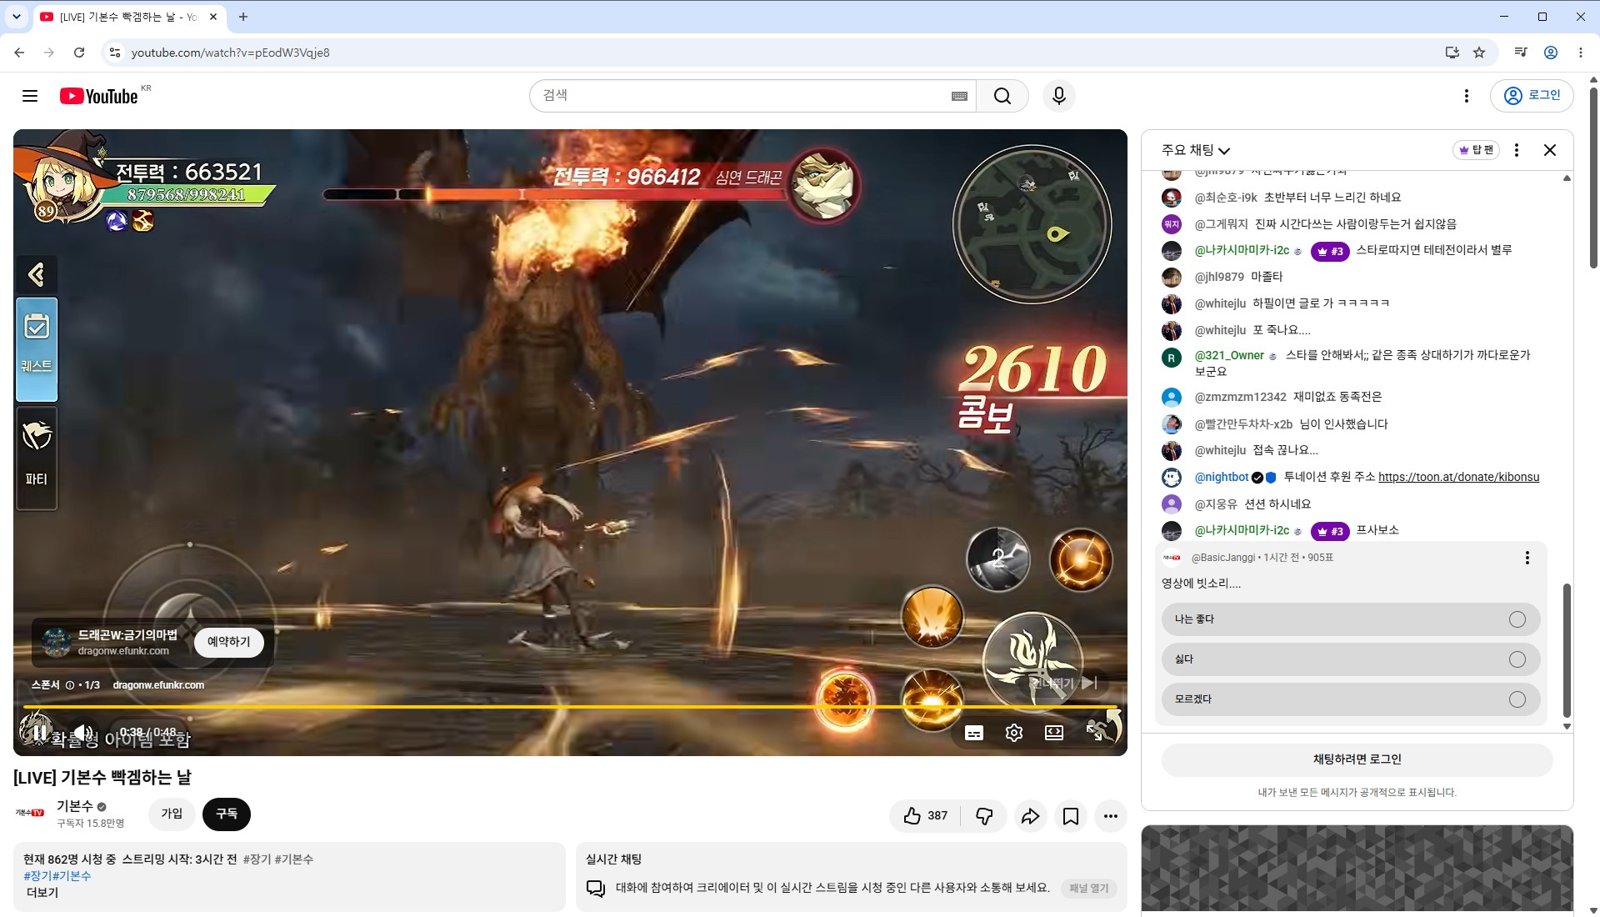 [LIVE] 기본수 빡겜하는 날 - Yo
youtube.com/watch?v=pEodW3Vqje8
YouTube KR
검색
로그인
전투력 : 663521
879568/998241
89
전투력 : 966412 심연 드래곤
퀘스트
파티
2610
콤보
2
드래곤W:금기의마법
dragonw.efunkr.com
예약하기
스폰서 • 1/3 dragonw.efunkr.com
건너뛰기
0:38 / 0:48
확률형 아이템 포함
[LIVE] 기본수 빡겜하는 날
기본수
구독자 15.8만명
가입
구독
387
현재 862명 시청 중 스트리밍 시작: 3시간 전 #장기 #기본수
#장기#기본수
더보기
실시간 채팅
대화에 참여하여 크리에이터 및 이 실시간 스트림을 시청 중인 다른 사용자와 소통해 보세요.
패널 열기
주요 채팅
탑 팬
@jhl9879
@최순호-i9k 초반부터 너무 느리긴 하네요
@그게뭐지 진짜 시간다쓰는 사람이랑두는거 쉽지않음
@나카시마미카-i2c #3 스타로따지면 테테전이라서 별루
@jhl9879 마졸타
@whitejlu 하필이면 글로 가 ㅋㅋㅋㅋㅋ
@whitejlu 포 죽나요....
@321_Owner 스타를 안해봐서;; 같은 종족 상대하기가 까다로운가
보군요
@zmzmzm12342 재미없죠 동족전은
@빨간만두차차-x2b 님이 인사했습니다
@whitejlu 접속 끊나요...
@nightbot 투네이션 후원 주소 https://toon.at/donate/kibonsu
@지웅유 션션 하시네요
@나카시마미카-i2c #3 프사보소
@BasicJanggi • 1시간 전 • 905표
영상에 빗소리....
나는 좋다
싫다
모르겠다
채팅하려면 로그인
내가 보낸 모든 메시지가 공개적으로 표시됩니다.